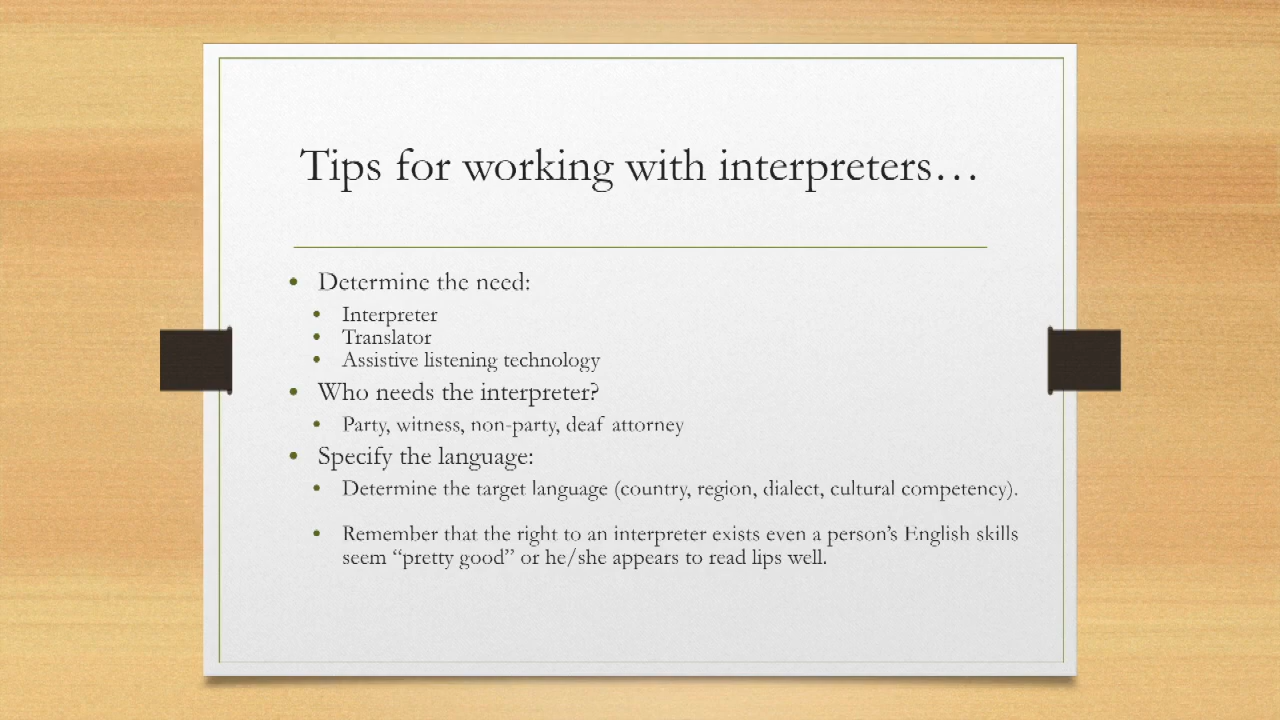 Tips for working with interpreters…
• Determine the need:
• Interpreter
• Translator
• Assistive listening technology
• Who needs the interpreter?
• Party, witness, non-party, deaf attorney
• Specify the language:
• Determine the target language (country, region, dialect, cultural competency).
• Remember that the right to an interpreter exists even a person’s English skills
seem “pretty good” or he/she appears to read lips well.